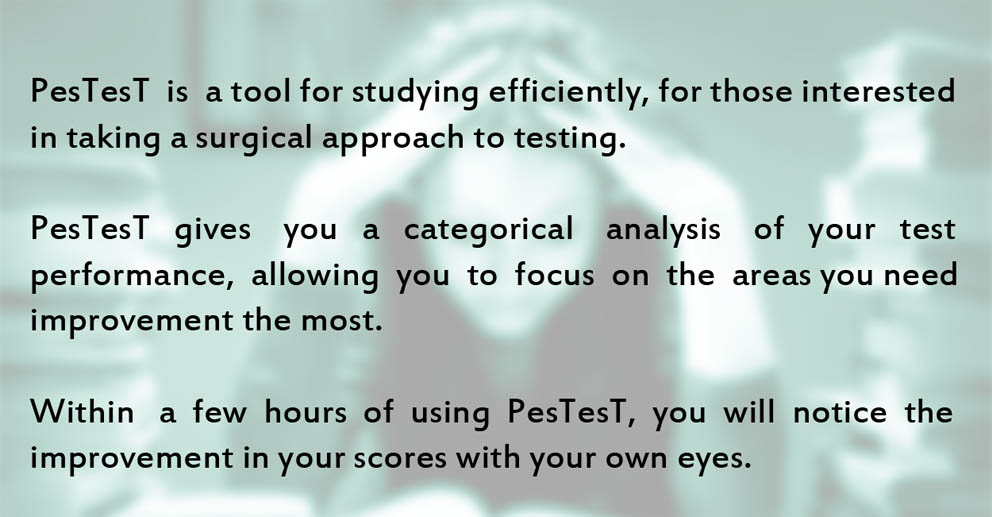 PesTesT is a tool for studying efficiently, for those interested
in taking a surgical approach to testing.
PesTesT gives you a categorical analysis of your test
performance, allowing you to focus on the areas you need
improvement the most.
Within a few hours of using PesTesT, you will notice the
improvement in your scores with your own eyes.